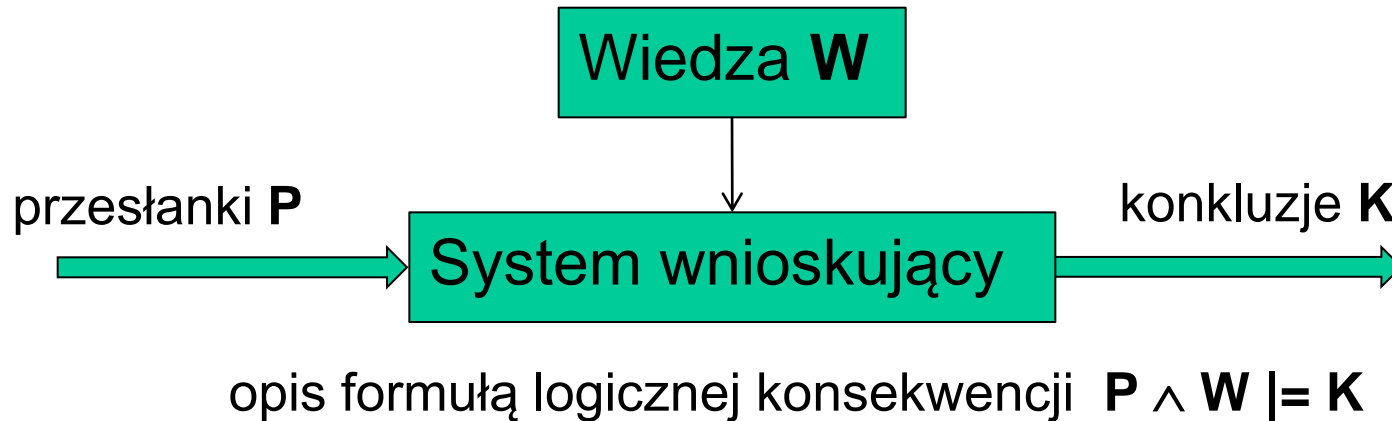 Wiedza W
przesłanki P
konkluzje K
System wnioskujący
opis formułą logicznej konsekwencji P ∧ W |= K